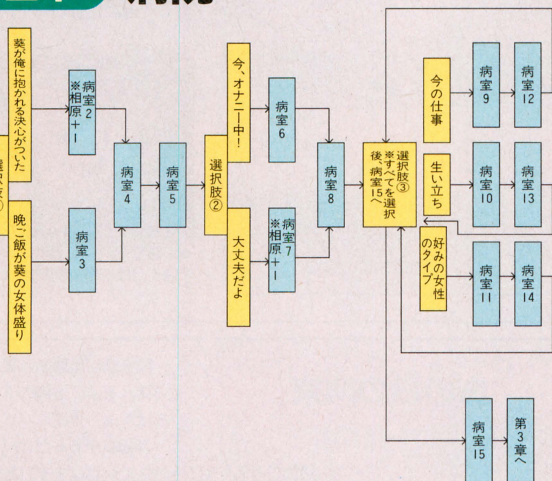 病院
葵が俺に抱かれる決心がついた
晩ご飯が葵の女体盛り
病室2
※相原+1
病室3
病室4
病室5
選択肢②
今、オナニー中!
大丈夫だよ
病室6
病室7
※相原+1
病室8
選択肢③
※すべてを選択
後、病室15へ
今の仕事
生い立ち
好みの女性
のタイプ
病室9
病室10
病室11
病室12
病室13
病室14
病室15
第3章へ